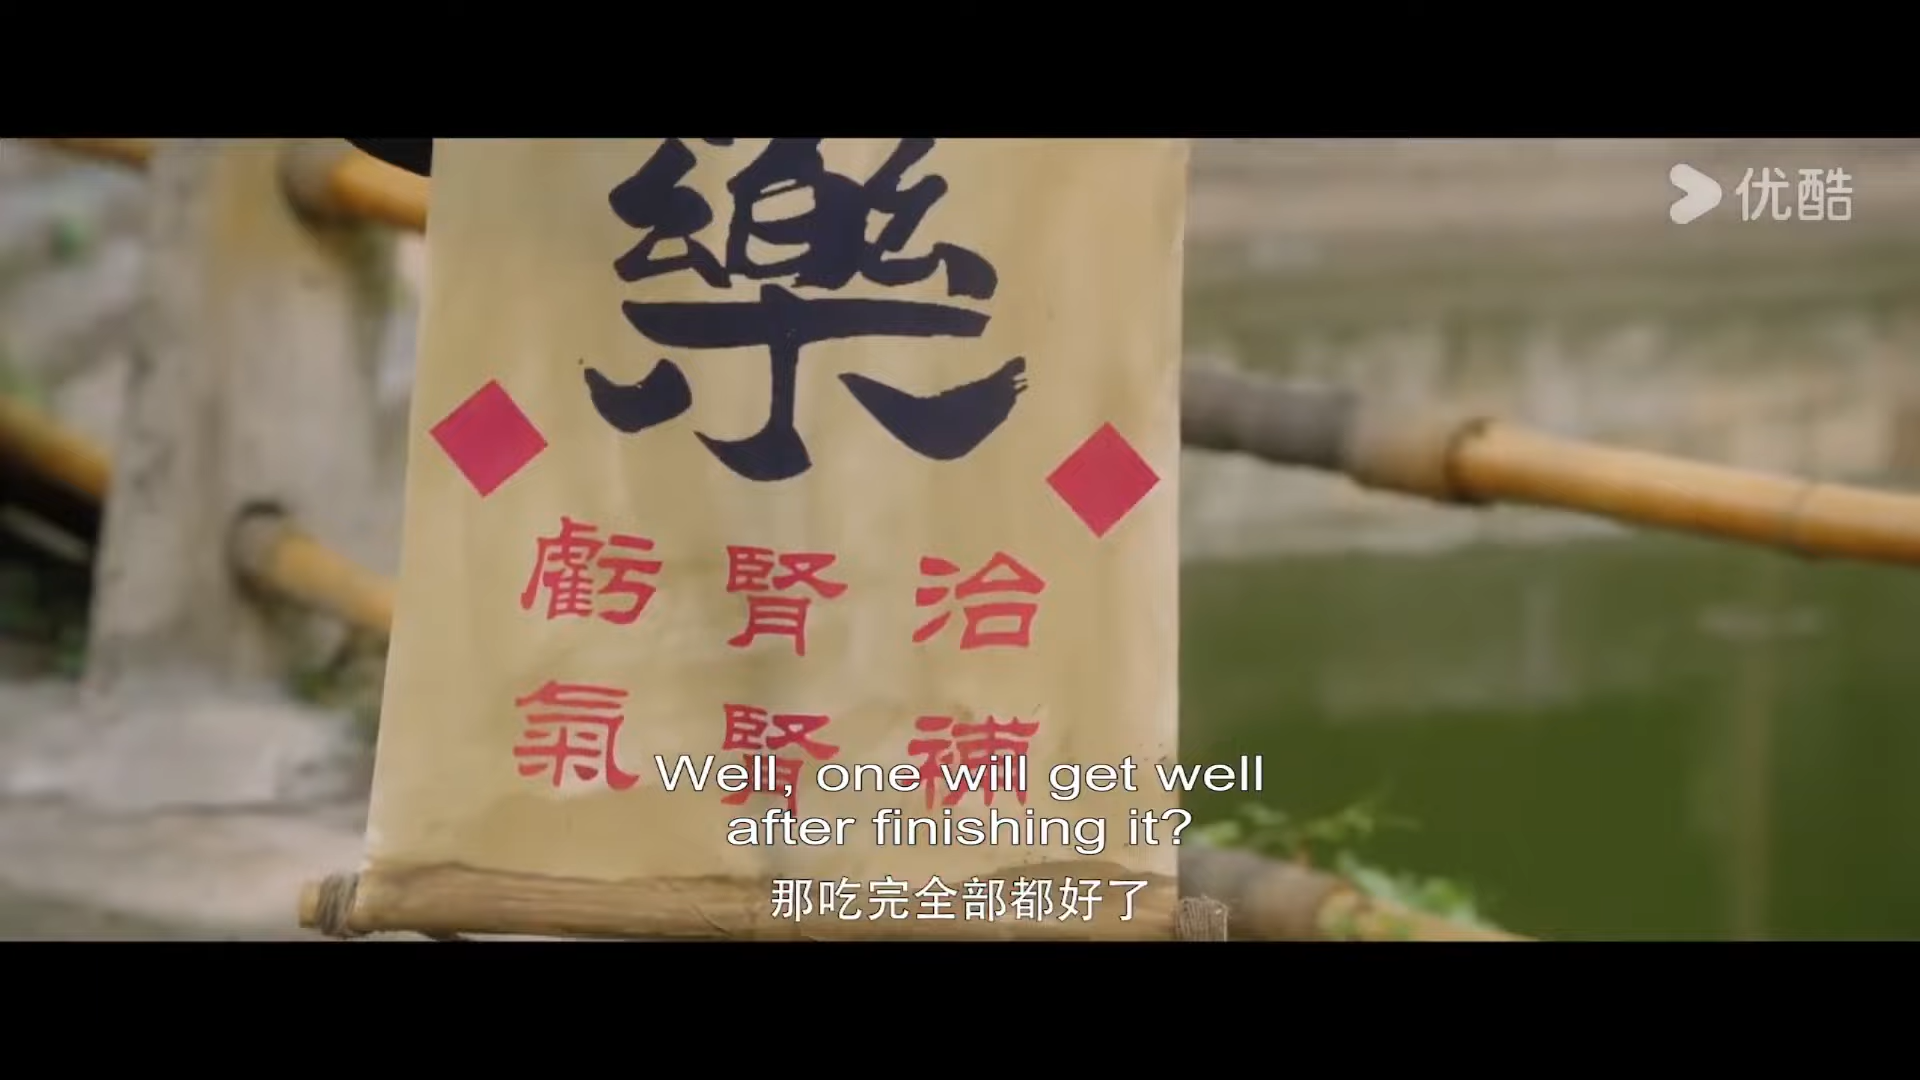 优酷
藥
治腎虧
補腎氣
Well, one will get well
after finishing it?
那吃完全部都好了